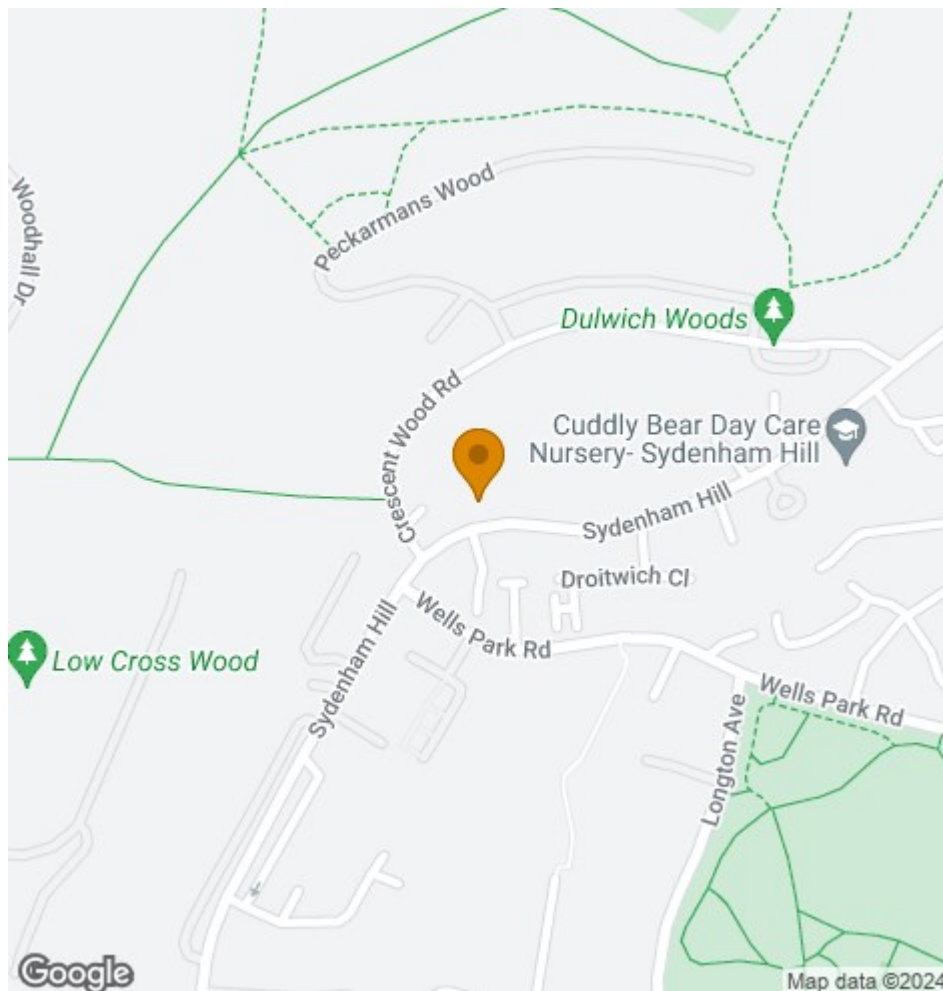 Woodhall Dr
Peckarmans Wood
Dulwich Woods
Crescent Wood Rd
Cuddly Bear Day Care
Nursery- Sydenham Hill
Sydenham Hill
Droitwich Cl
Wells Park Rd
Low Cross Wood
Sydenham Hill
Wells Park Rd
Longton Ave
Google
Map data ©2024